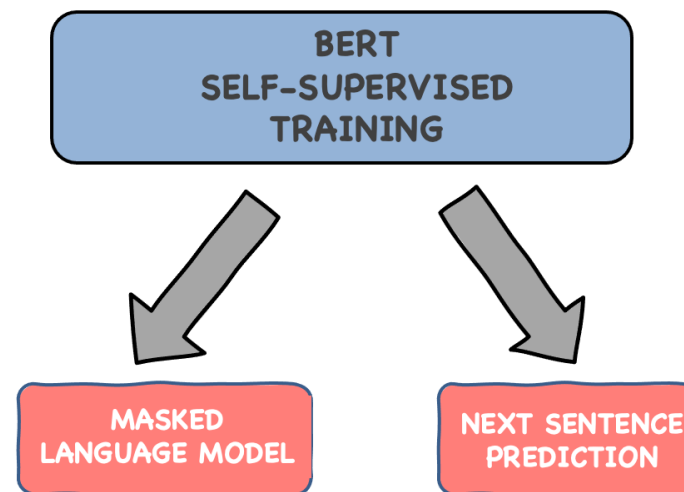 BERT
SELF-SUPERVISED
TRAINING
MASKED
LANGUAGE MODEL
NEXT SENTENCE
PREDICTION